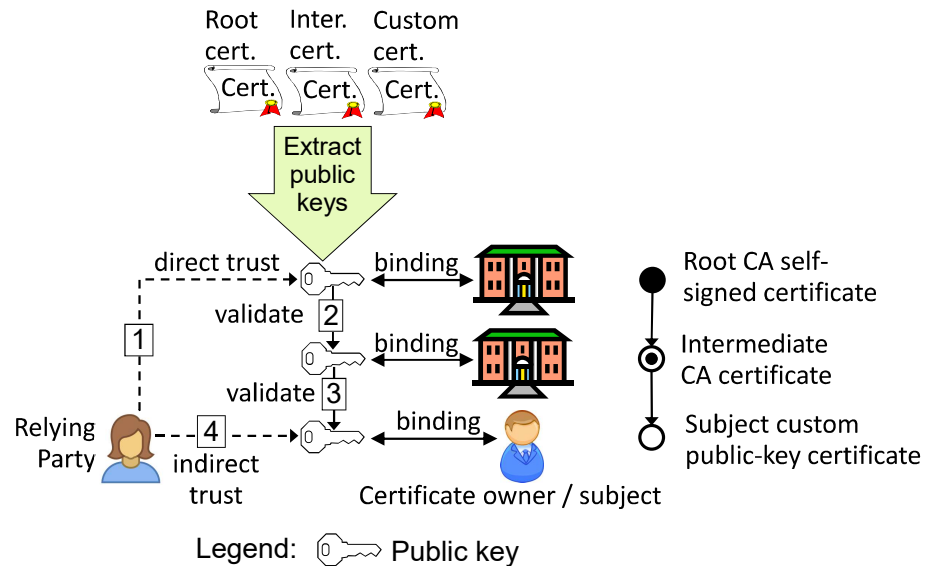 Root cert.
Inter. cert.
Custom cert.
Cert.
Cert.
Cert.
Extract
public
keys
direct trust
binding
Root CA self-
signed certificate
validate
2
1
binding
Intermediate
CA certificate
validate
3
Relying
Party
4
indirect
trust
binding
Subject custom
public-key certificate
Certificate owner / subject
Legend:
Public key